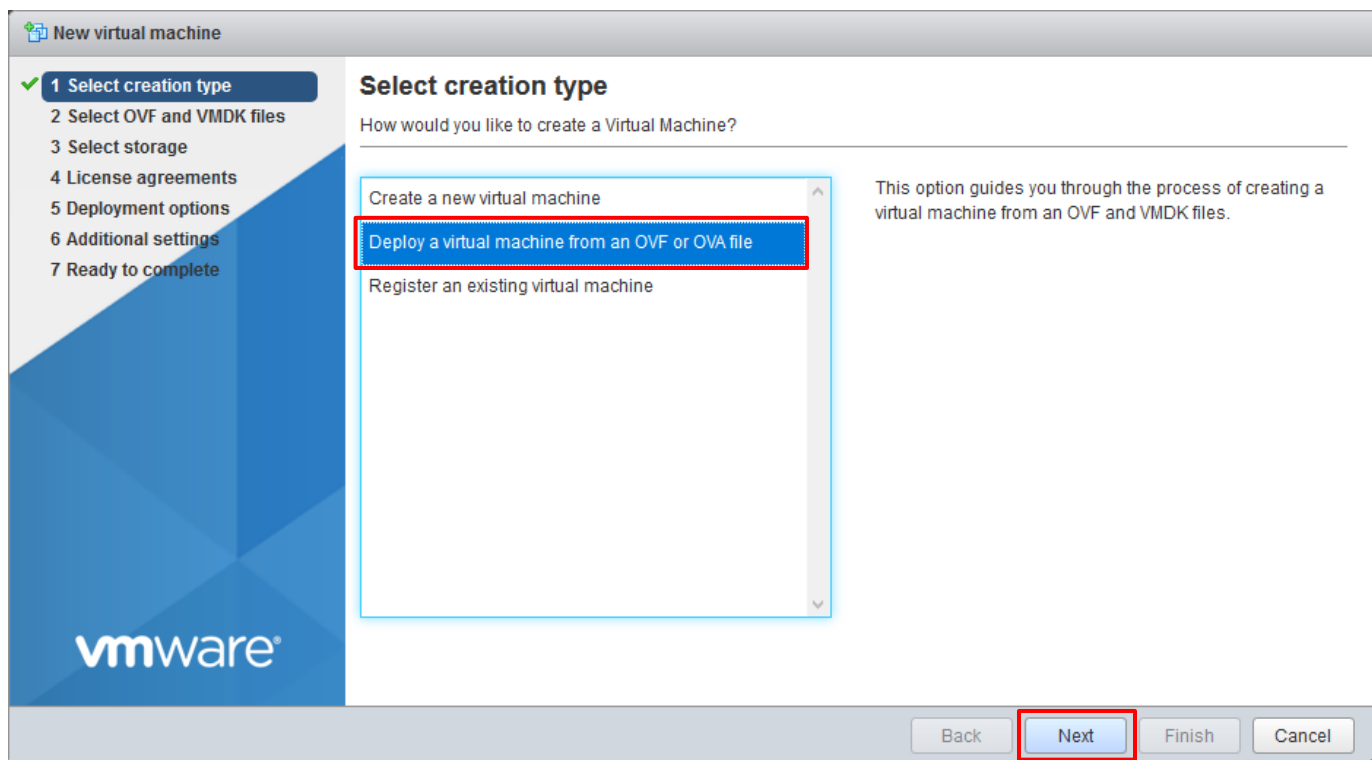 New virtual machine
1 Select creation type
2 Select OVF and VMDK files
3 Select storage
4 License agreements
5 Deployment options
6 Additional settings
7 Ready to complete
vmware®
Select creation type
How would you like to create a Virtual Machine?
Create a new virtual machine
Deploy a virtual machine from an OVF or OVA file
Register an existing virtual machine
This option guides you through the process of creating a
virtual machine from an OVF and VMDK files.
Back Next Finish Cancel